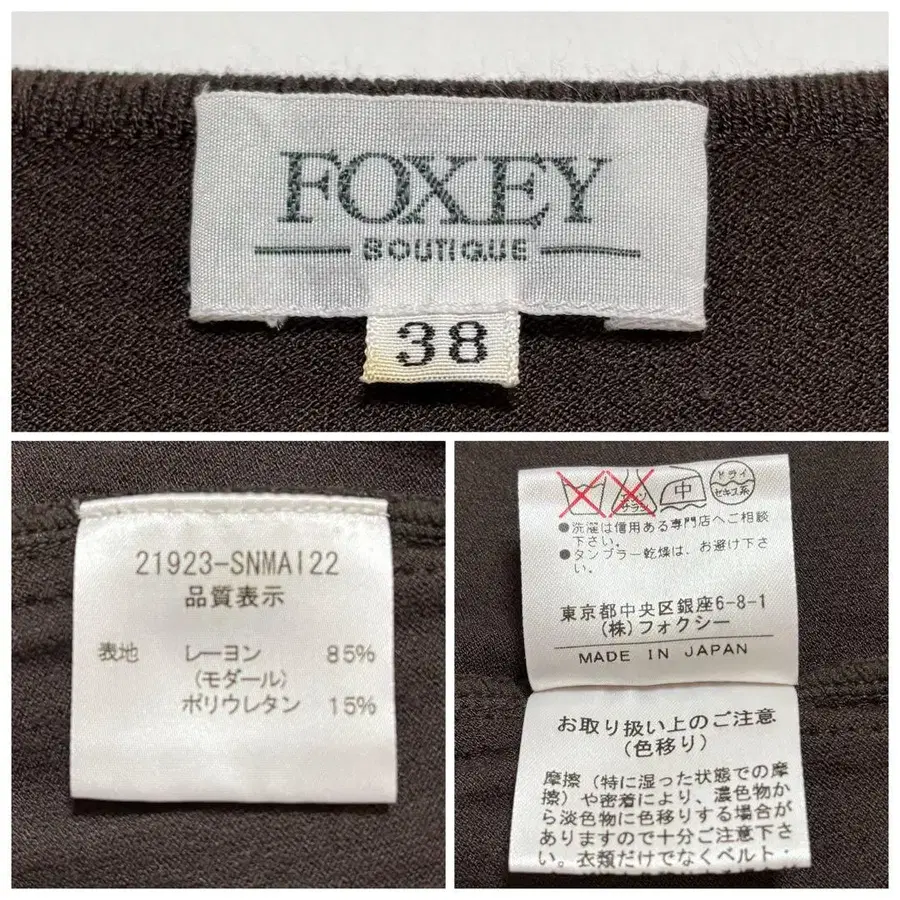 FOXEY
BOUTIQUE
38
21923-SNMAI22
品質表示
表地 レーヨン 85%
(モダール)
ポリウレタン 15%
中
ドライ
セキユ系
●洗濯は信用ある専門店へご相談
下さい。
●タンブラー乾燥は、お避け下さ
い。
東京都中央区銀座6-8-1
(株)フォクシー
MADE IN JAPAN
お取り扱い上のご注意
(色移り)
摩擦(特に湿った状態での摩
擦)や密着により、濃色物か
ら淡色物に色移りする場合が
ありますので十分ご注意下さ
い。衣類だけでなくベルト・